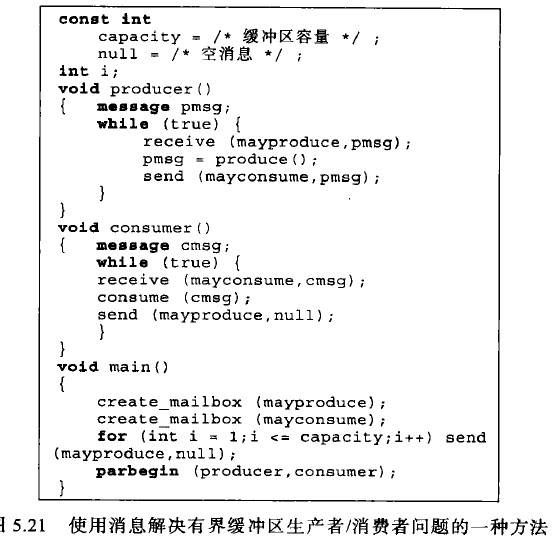 const int
capacity = /* 缓冲区容量 */ ;
null = /* 空消息 */ ;
int i;
void producer()
{ message pmsg;
while (true) {
receive (mayproduce,pmsg);
pmsg = produce();
send (mayconsume,pmsg);
}
}
void consumer()
{ message cmsg;
while (true) {
receive (mayconsume,cmsg);
consume (cmsg);
send (mayproduce,null);
}
}
void main()
{
create_mailbox (mayproduce);
create_mailbox (mayconsume);
for (int i = 1;i <= capacity;i++) send
(mayproduce,null);
parbegin (producer,consumer);
}
5.21 使用消息解决有界缓冲区生产者/消费者问题的一种方法